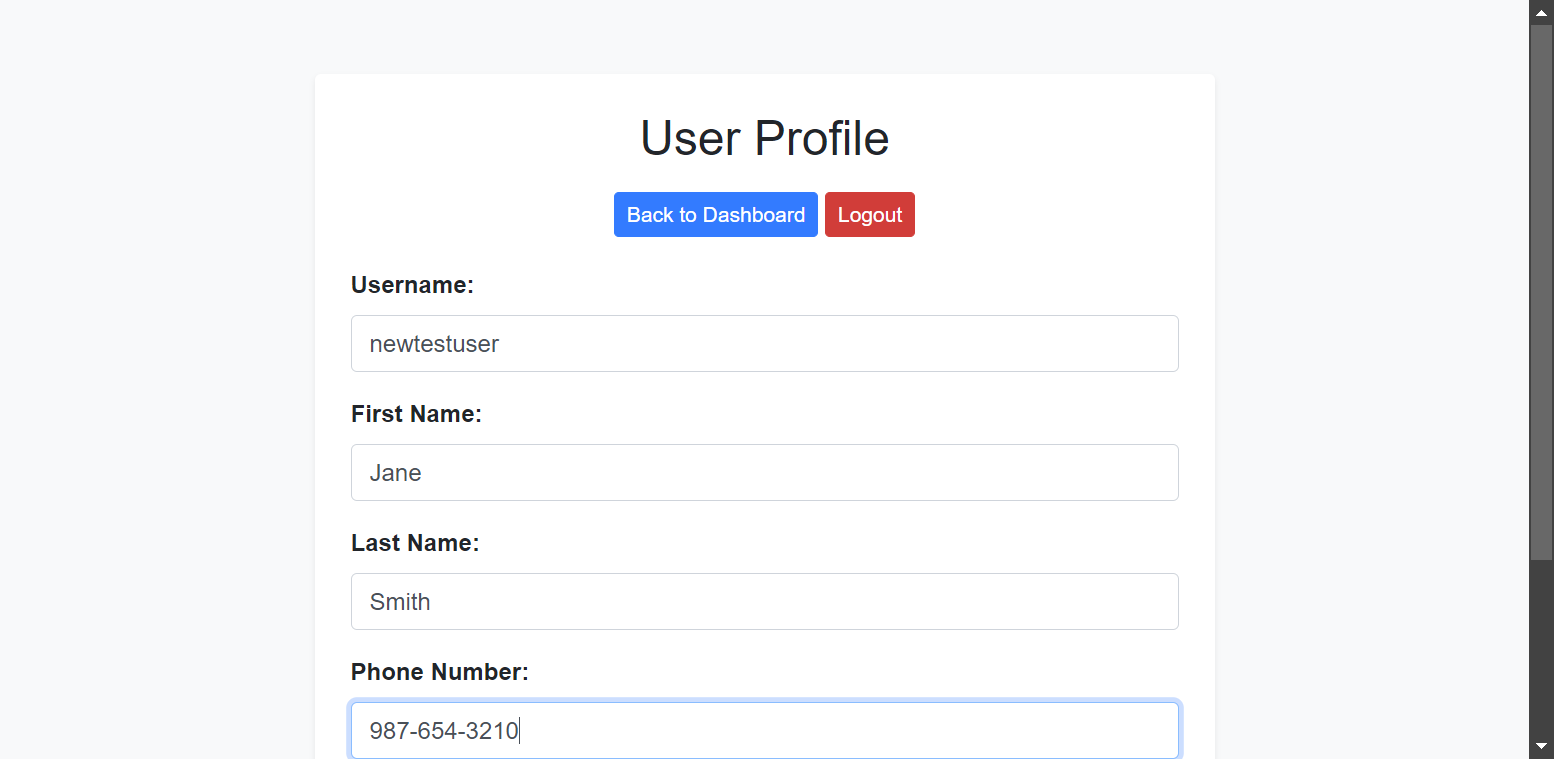 User Profile
Back to Dashboard Logout
Username:
newtestuser
First Name:
Jane
Last Name:
Smith
Phone Number:
987-654-3210